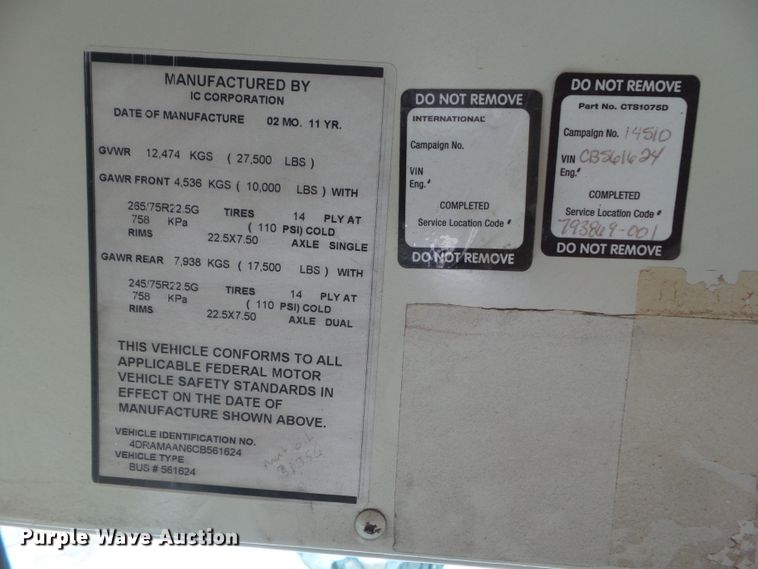 MANUFACTURED BY
IC CORPORATION
DATE OF MANUFACTURE 02 MO. 11 YR.
GVWR 12,474 KGS ( 27,500 LBS )
GAWR FRONT 4,536 KGS ( 10,000 LBS ) WITH
265/75R22.5G TIRES 14 PLY AT
758 KPa ( 110 PSI) COLD
RIMS 22.5X7.50 AXLE SINGLE
GAWR REAR 7,938 KGS ( 17,500 LBS ) WITH
245/75R22.5G TIRES 14 PLY AT
758 KPa ( 110 PSI) COLD
RIMS 22.5X7.50 AXLE DUAL
THIS VEHICLE CONFORMS TO ALL
APPLICABLE FEDERAL MOTOR
VEHICLE SAFETY STANDARDS IN
EFFECT ON THE DATE OF
MANUFACTURE SHOWN ABOVE.
VEHICLE IDENTIFICATION NO.
4DRAMAAN6CB561624
VEHICLE TYPE
BUS # 561624
DO NOT REMOVE
INTERNATIONAL
Campaign No.
VIN
Eng.#
COMPLETED
Service Location Code #
DO NOT REMOVE
DO NOT REMOVE
Part No. CTS1075D
Campaign No. 14510
VIN CB561624
Eng.#
COMPLETED
Service Location Code #
793869-001
DO NOT REMOVE
Purple Wave Auction